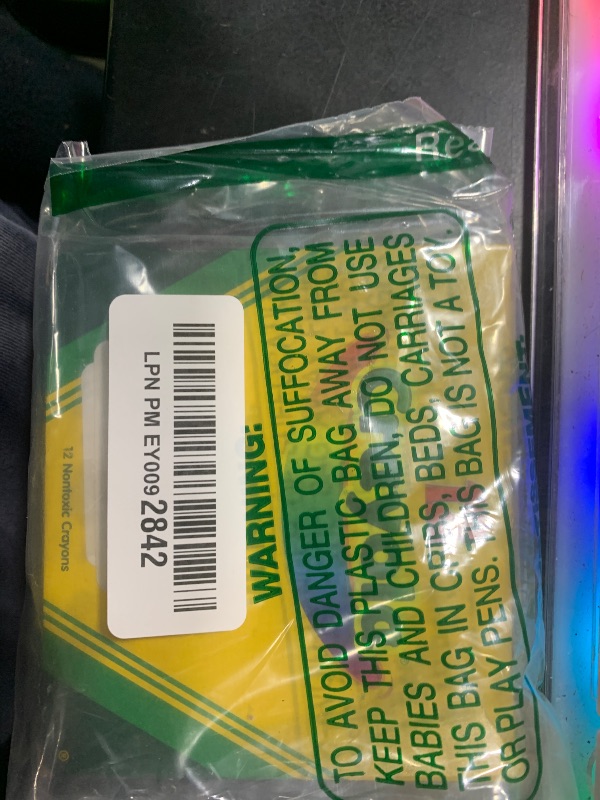 Re
LPN PM EY0092842
12 Nontoxic Crayons
WARNING:
TO AVOID DANGER OF SUFFOCATION,
KEEP THIS PLASTIC BAG AWAY FROM
BABIES AND CHILDREN, DO NOT USE
THIS BAG IN CRIBS, BEDS, CARRIAGES
OR PLAY PENS. THIS BAG IS NOT A TOY.